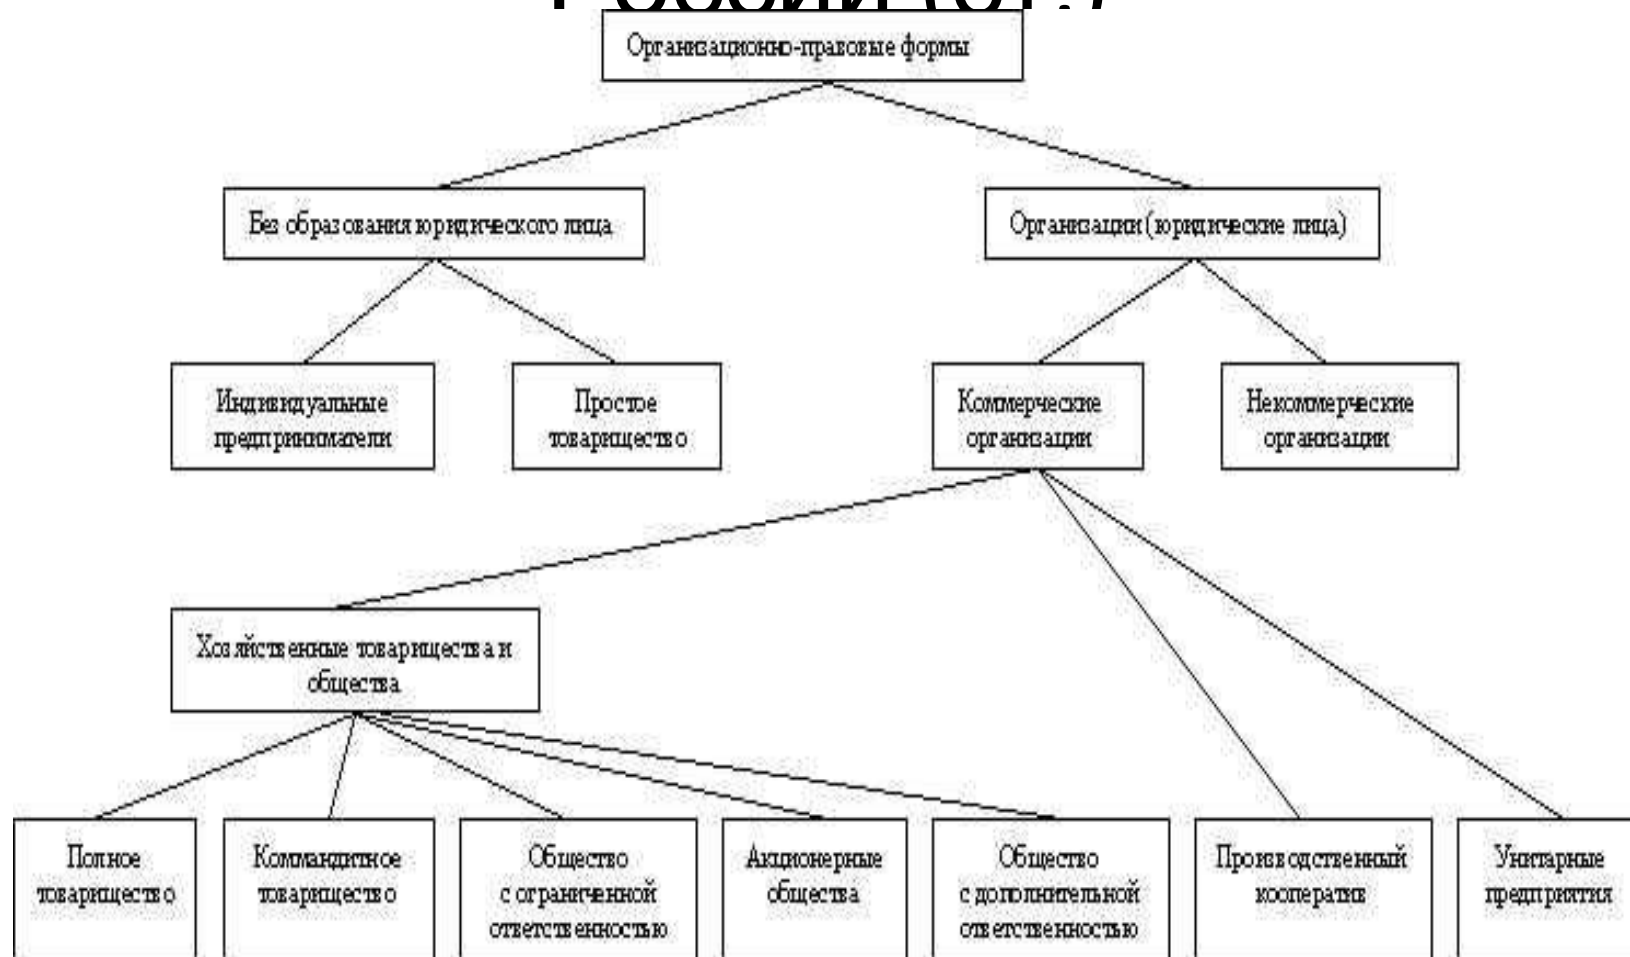 Организационно-правовые формы
Без образования юридического лица
Организации (юридические лица)
Индивидуальные
предприниматели
Простое
товарищество
Коммерческие
организации
Некоммерческие
организации
Хозяйственные товарищества и
общества
Полное
товарищество
Коммандитное
товарищество
Общество
с ограниченной
ответственностью
Акционерные
общества
Общество
с дополнительной
ответственностью
Производственный
кооператив
Унитарные
предприятия